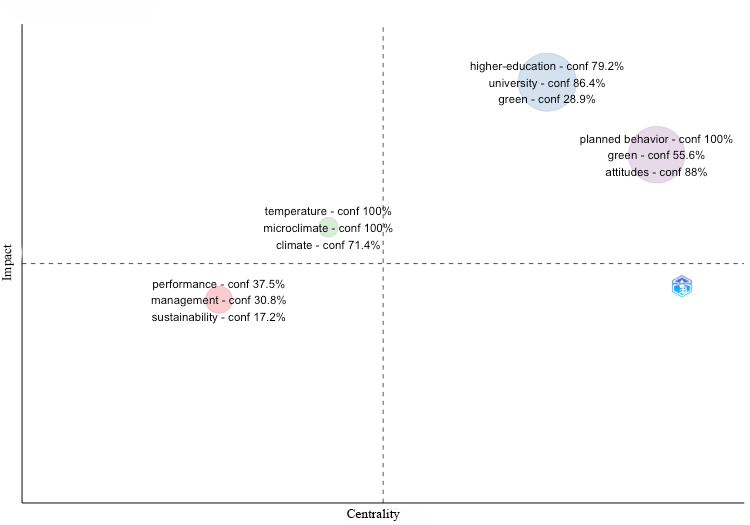 higher-education - conf 79.2%
university - conf 86.4%
green - conf 28.9%
planned behavior - conf 100%
green - conf 55.6%
attitudes - conf 88%
temperature - conf 100%
microclimate - conf 100%
climate - conf 71.4%
performance - conf 37.5%
management - conf 30.8%
sustainability - conf 17.2%
Impact
Centrality